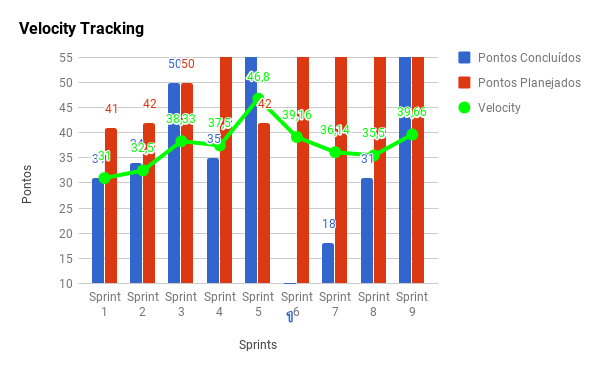 Velocity Tracking
Pontos Concluídos
Pontos Planejados
Velocity
Pontos
55
50
45
40
35
30
25
20
15
10
41
31
42
32,5
50
50
38,33
37,5
35
46,8
42
39,16
36,14
18
35,5
31
39,66
Sprint 1
Sprint 2
Sprint 3
Sprint 4
Sprint 5
Sprint 6
Sprint 7
Sprint 8
Sprint 9
Sprints